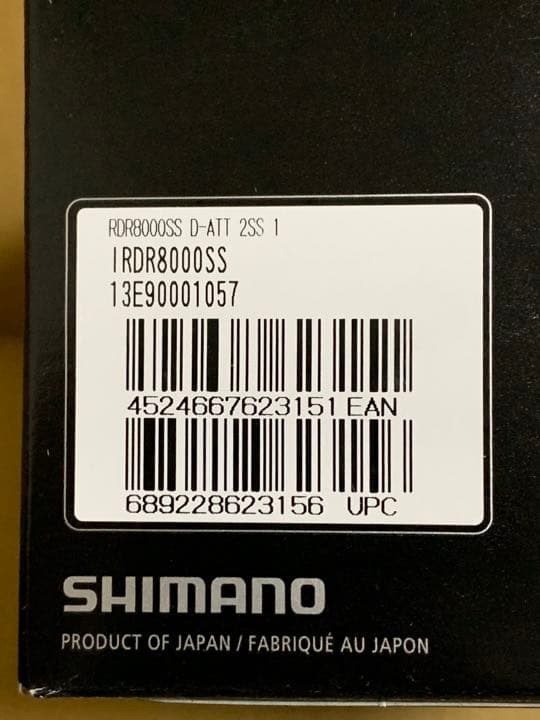 RDR8000SS D-ATT 2SS 1
IRDR8000SS
13E90001057
4524667623151 EAN
689228623156 UPC
SHIMANO
PRODUCT OF JAPAN / FABRIQUÉ AU JAPON